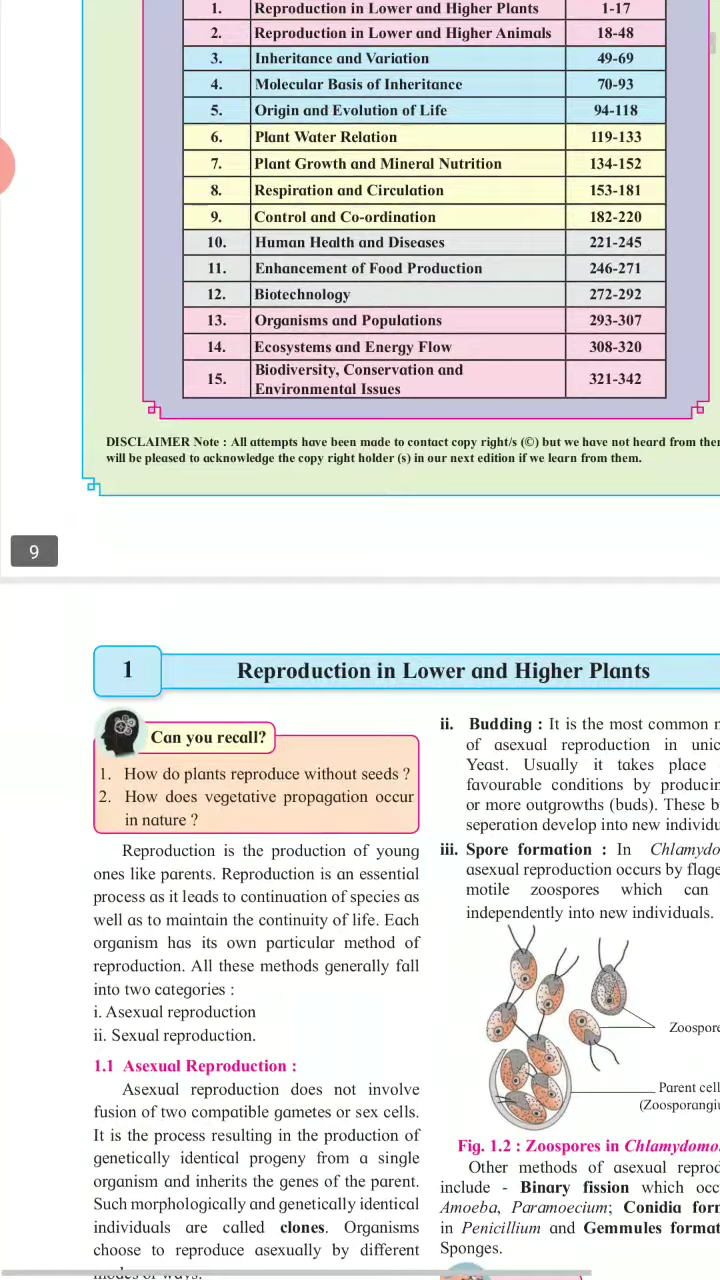 1. Reproduction in Lower and Higher Plants 1-17
2. Reproduction in Lower and Higher Animals 18-48
3. Inheritance and Variation 49-69
4. Molecular Basis of Inheritance 70-93
5. Origin and Evolution of Life 94-118
6. Plant Water Relation 119-133
7. Plant Growth and Mineral Nutrition 134-152
8. Respiration and Circulation 153-181
9. Control and Co-ordination 182-220
10. Human Health and Diseases 221-245
11. Enhancement of Food Production 246-271
12. Biotechnology 272-292
13. Organisms and Populations 293-307
14. Ecosystems and Energy Flow 308-320
15. Biodiversity, Conservation and
Environmental Issues 321-342
DISCLAIMER Note : All attempts have been made to contact copy right/s (©) but we have not heard from
will be pleased to acknowledge the copy right holder (s) in our next edition if we learn from them.
9
1 Reproduction in Lower and Higher Plants
Can you recall?
1. How do plants reproduce without seeds ?
2. How does vegetative propagation occur
in nature ?
Reproduction is the production of young
ones like parents. Reproduction is an essential
process as it leads to continuation of species as
well as to maintain the continuity of life. Each
organism has its own particular method of
reproduction. All these methods generally fall
into two categories :
i. Asexual reproduction
ii. Sexual reproduction.
1.1 Asexual Reproduction :
Asexual reproduction does not involve
fusion of two compatible gametes or sex cells.
It is the process resulting in the production of
genetically identical progeny from a single
organism and inherits the genes of the parent.
Such morphologically and genetically identical
individuals are called clones. Organisms
choose to reproduce asexually by different
modes or ways.
ii. Budding : It is the most common
of asexual reproduction in
Yeast. Usually it takes place
favourable conditions by
or more outgrowths (buds). These
seperation develop into new
iii. Spore formation : In
asexual reproduction occurs by
motile zoospores which can
independently into new individuals.
Parent cell
Fig. 1.2 : Zoospores in
Other methods of asexual
include - Binary fission which
Amoeba, Paramoecium; Conidia
in Penicillium and Gemmules
Sponges.